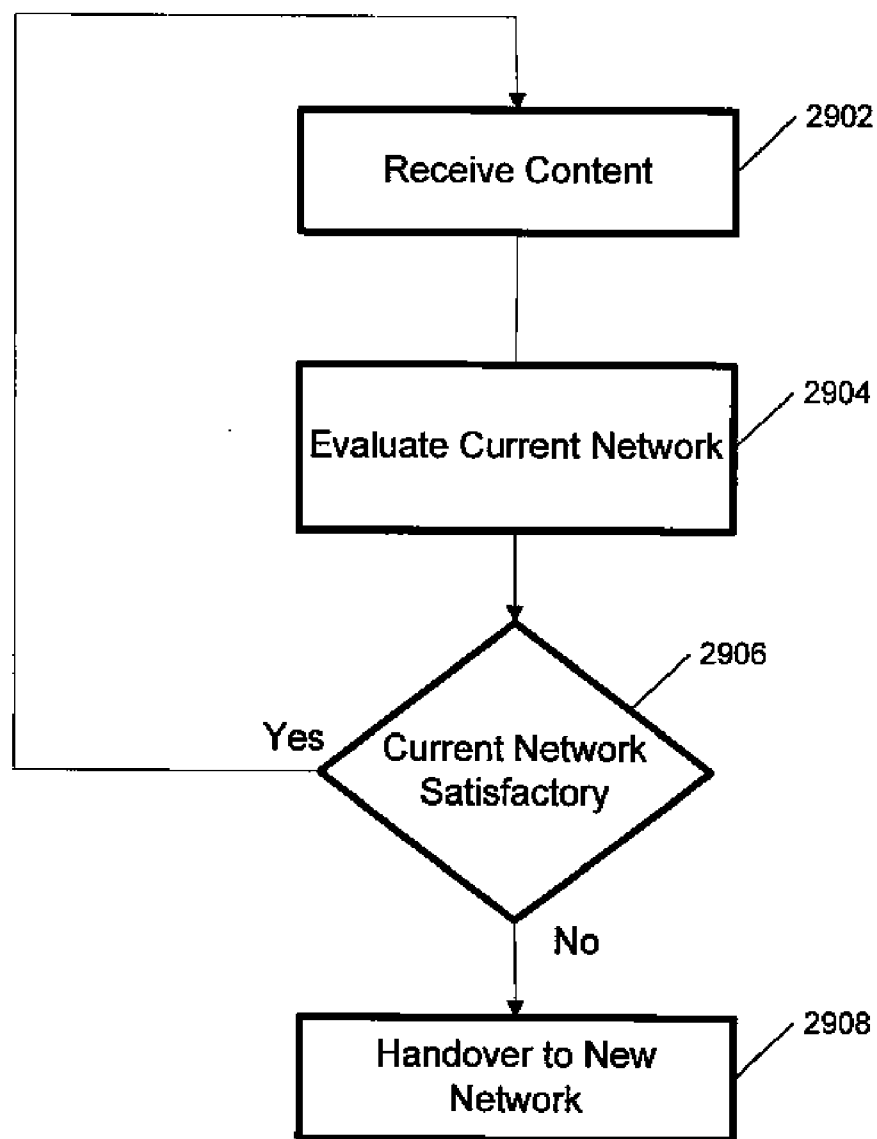 2902
Receive Content
2904
Evaluate Current Network
2906
Yes
Current Network
Satisfactory
No
2908
Handover to New
Network